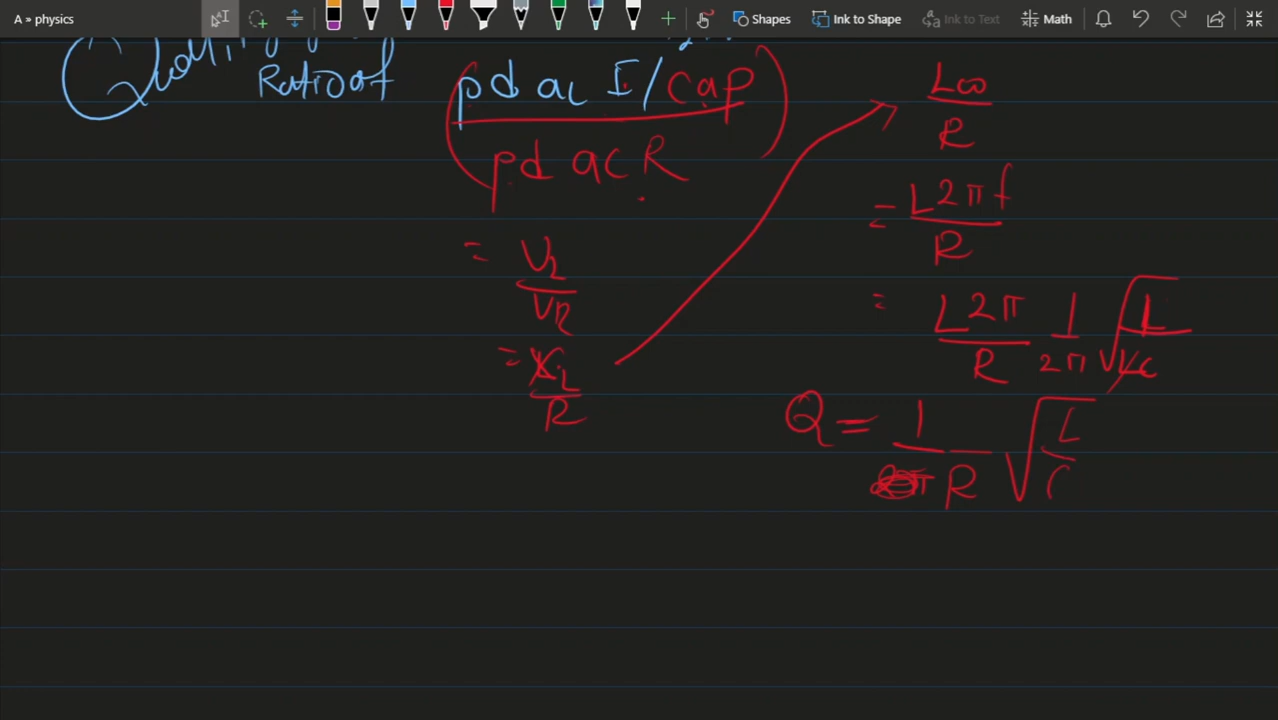 A » physics
Shapes
Ink to Shape
Ink to Text
Math
Ratio of
pd ac I/cap
pd ac R
= VL
VR
= XL
R
Lω
R
= L2πf
R
= L2π 1 √L
R 2π √LC
Q = 1 √L
R C